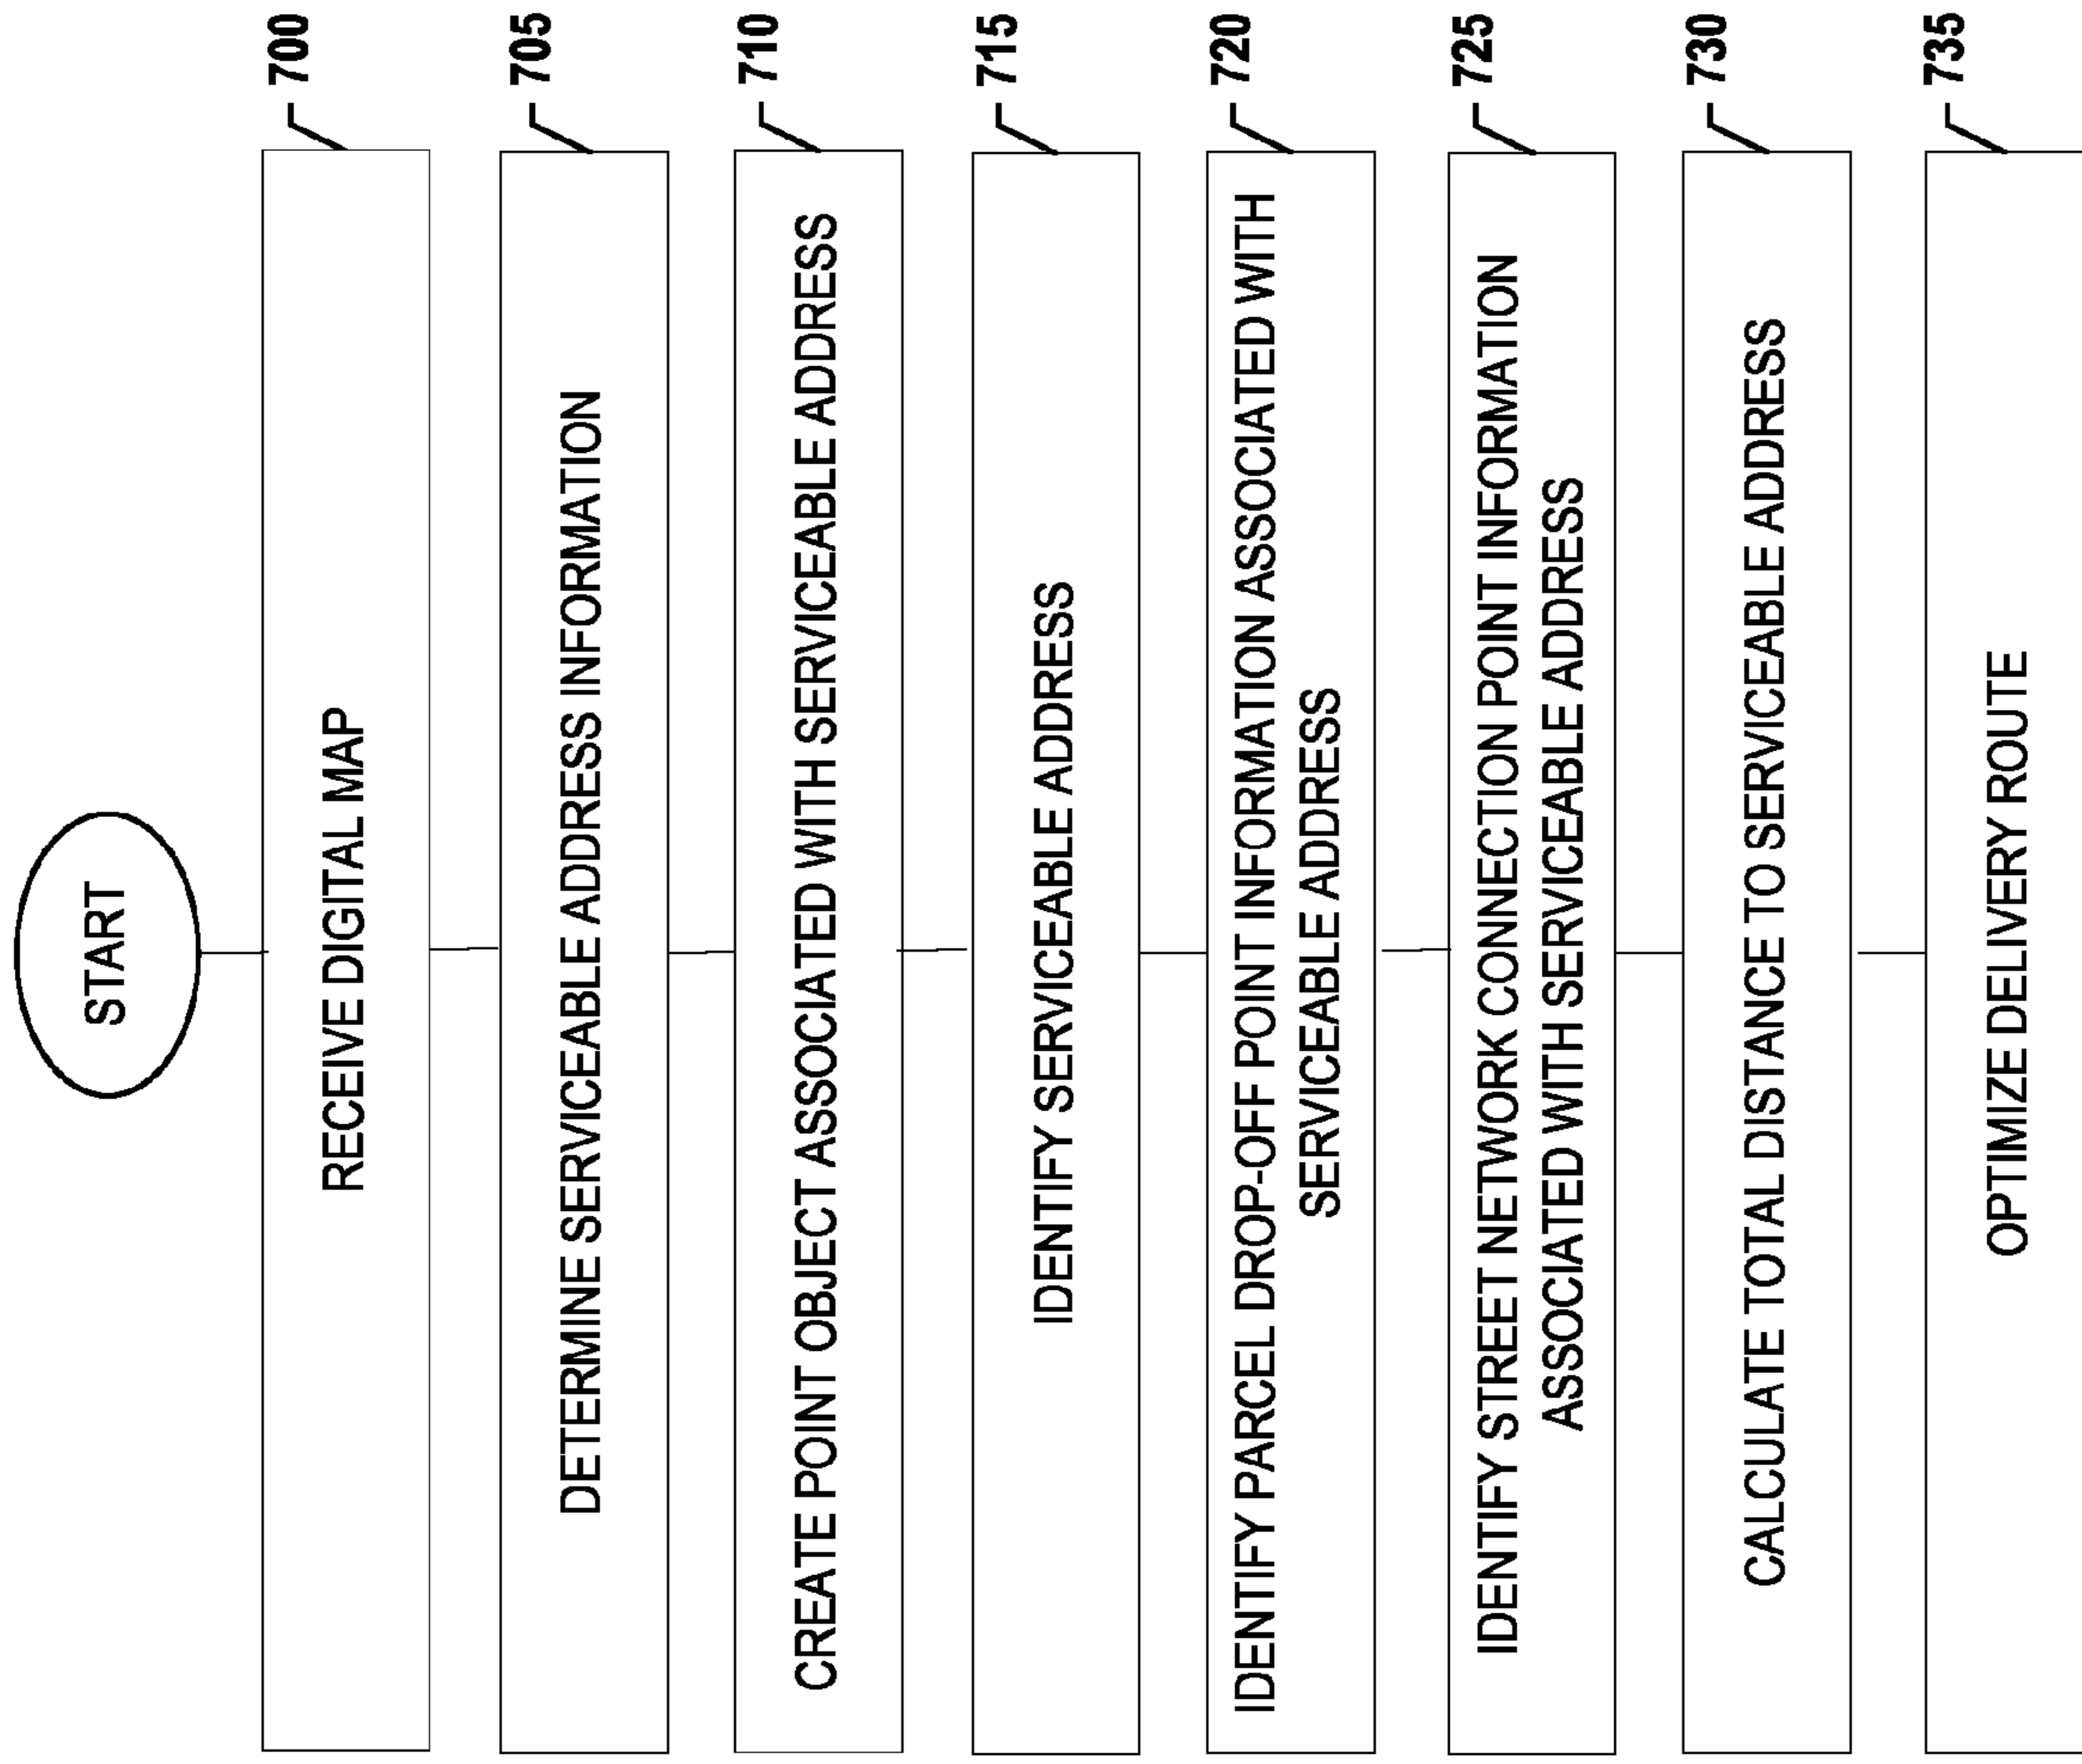 START
700
RECEIVE DIGITAL MAP
705
DETERMINE SERVICEABLE ADDRESS INFORMATION
710
CREATE POINT OBJECT ASSOCIATED WITH SERVICEABLE ADDRESS
715
IDENTIFY SERVICEABLE ADDRESS
720
IDENTIFY PARCEL DROP-OFF POINT INFORMATION ASSOCIATED WITH
SERVICEABLE ADDRESS
725
IDENTIFY STREET NETWORK CONNECTION POINT INFORMATION
ASSOCIATED WITH SERVICEABLE ADDRESS
730
CALCULATE TOTAL DISTANCE TO SERVICEABLE ADDRESS
735
OPTIMIZE DELIVERY ROUTE